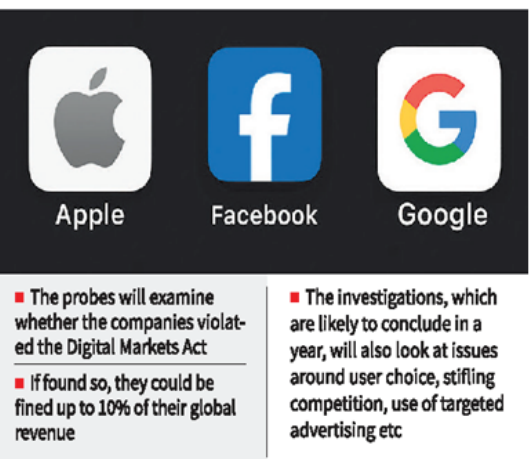 Apple
Facebook
Google
The probes will examine
whether the companies violat-
ed the Digital Markets Act
If found so, they could be
fined up to 10% of their global
revenue
The investigations, which
are likely to conclude in a
year, will also look at issues
around user choice, stifling
competition, use of targeted
advertising etc